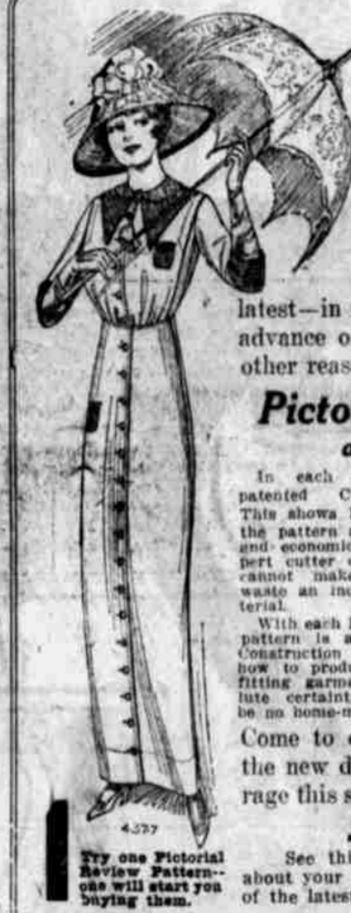 latest—in
advance o
other reas
Picto
In each
patented C
This shows
the pattern
and economic
pert cutter
cannot make
waste an inc
terial.
With each
pattern is a
Construction
how to produ
fitting garme
lute certaint
be no home-m
Come to
the new d
rage this s
4527
Try one Pictorial
Review Pattern--
one will start you
buying them.
See thi
about your
of the latest